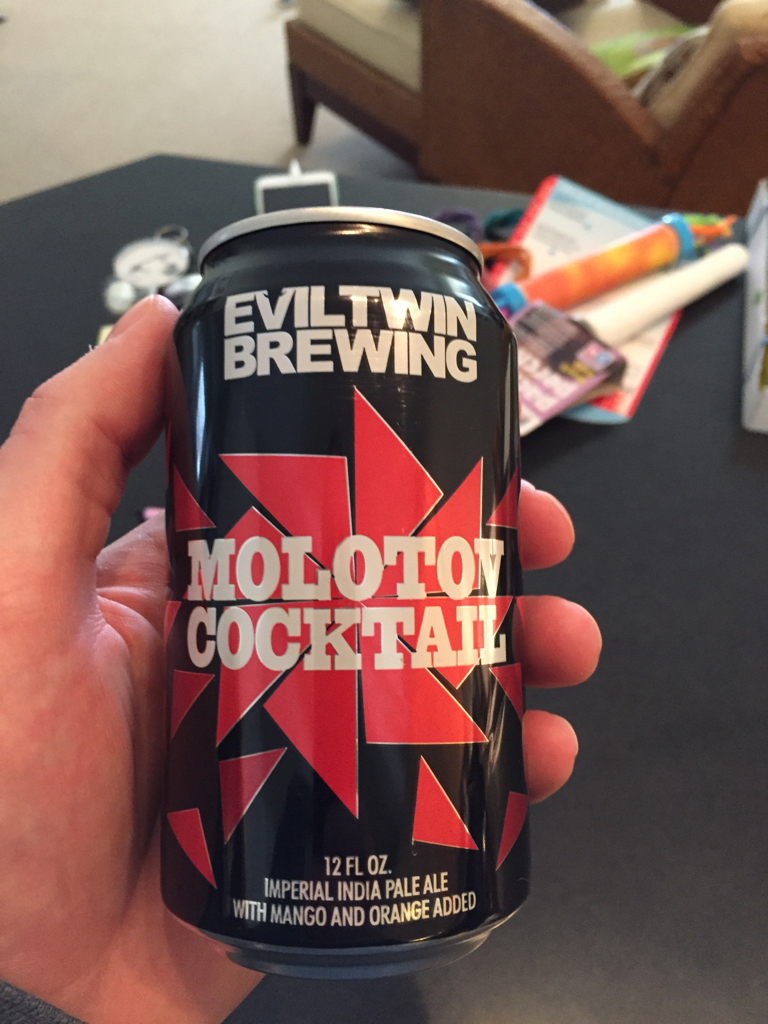 EVILTWIN
BREWING
MOLOTOV
COCKTAIL
12 FL OZ.
IMPERIAL INDIA PALE ALE
WITH MANGO AND ORANGE ADDED